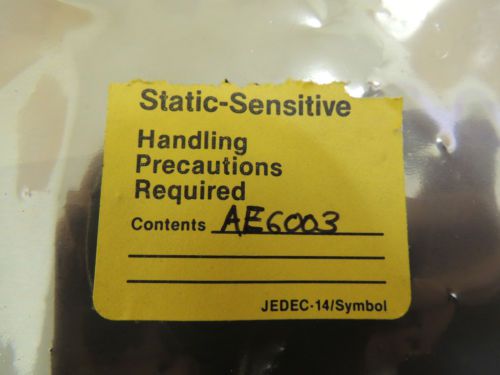 Static-Sensitive
Handling
Precautions
Required
Contents AE6003
JEDEC-14/Symbol